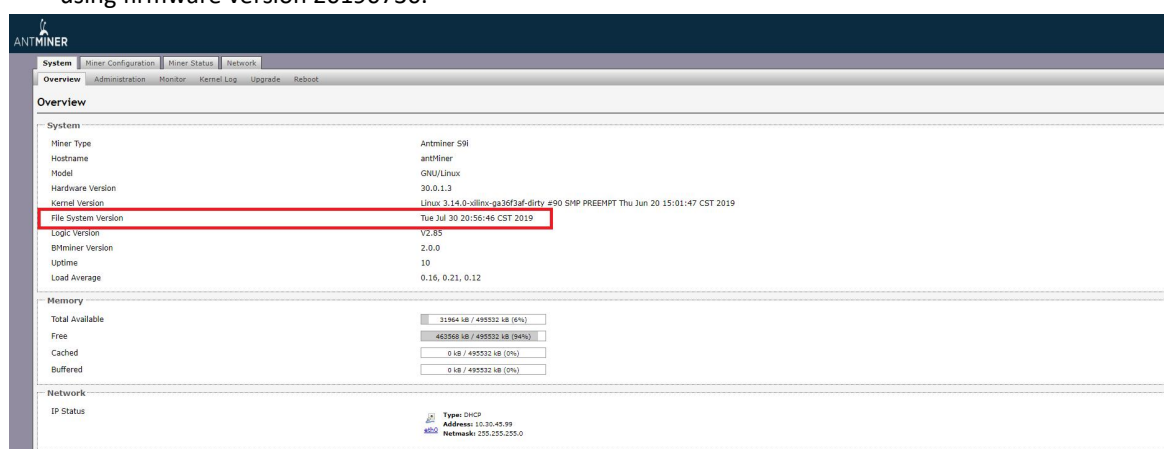 using firmware version 20190730.
ANTMINER
System Miner Configuration Miner Status Network
Overview Administration Monitor Kernel Log Upgrade Reboot
Overview
System
Miner Type Antminer S9i
Hostname antMiner
Model GNU/Linux
Hardware Version 30.0.1.3
Kernel Version Linux 3.14.0-xilinx-ga36f3af-dirty #90 SMP PREEMPT Thu Jun 20 15:01:47 CST 2019
File System Version Tue Jul 30 20:56:46 CST 2019
Logic Version V2.85
BMminer Version 2.0.0
Uptime 10
Load Average 0.16, 0.21, 0.12
Memory
Total Available 31964 kB / 495532 kB (6%)
Free 463568 kB / 495532 kB (94%)
Cached 0 kB / 495532 kB (0%)
Buffered 0 kB / 495532 kB (0%)
Network
IP Status Type: DHCP
Address: 10.30.45.99
eth0 Netmask: 255.255.255.0